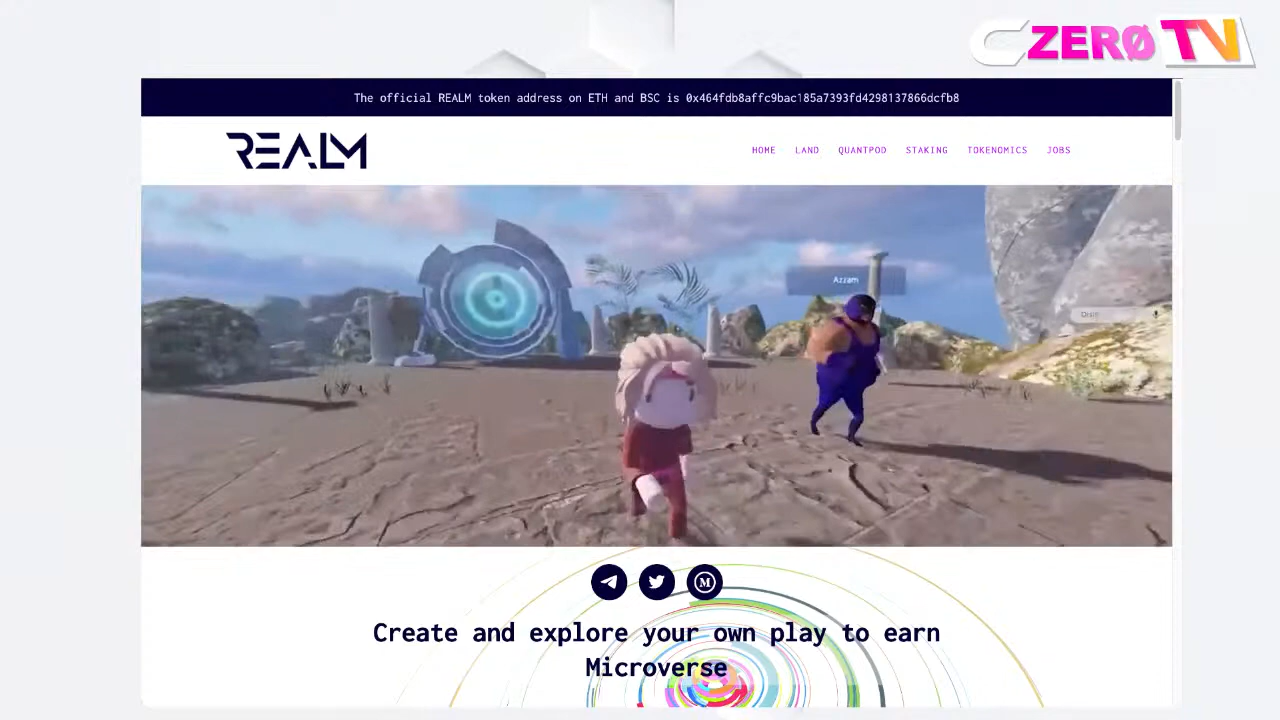 ZERØ TV
The official REALM token address on ETH and BSC is 0x464fdb8affc9bac185a7393fd4298137866dcfb8
REALM
HOME LAND QUANTPOD STAKING TOKENOMICS JOBS
Azzam
M
Create and explore your own play to earn
Microverse